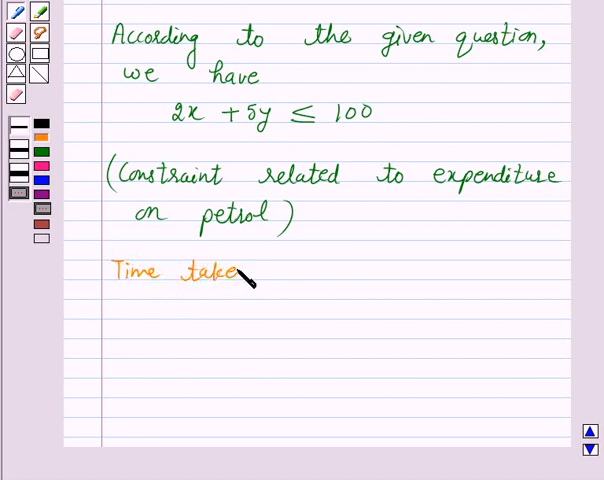 According to the given question,
we have
2x + 5y ≤ 100
(Constraint related to expenditure
on petrol)
Time take